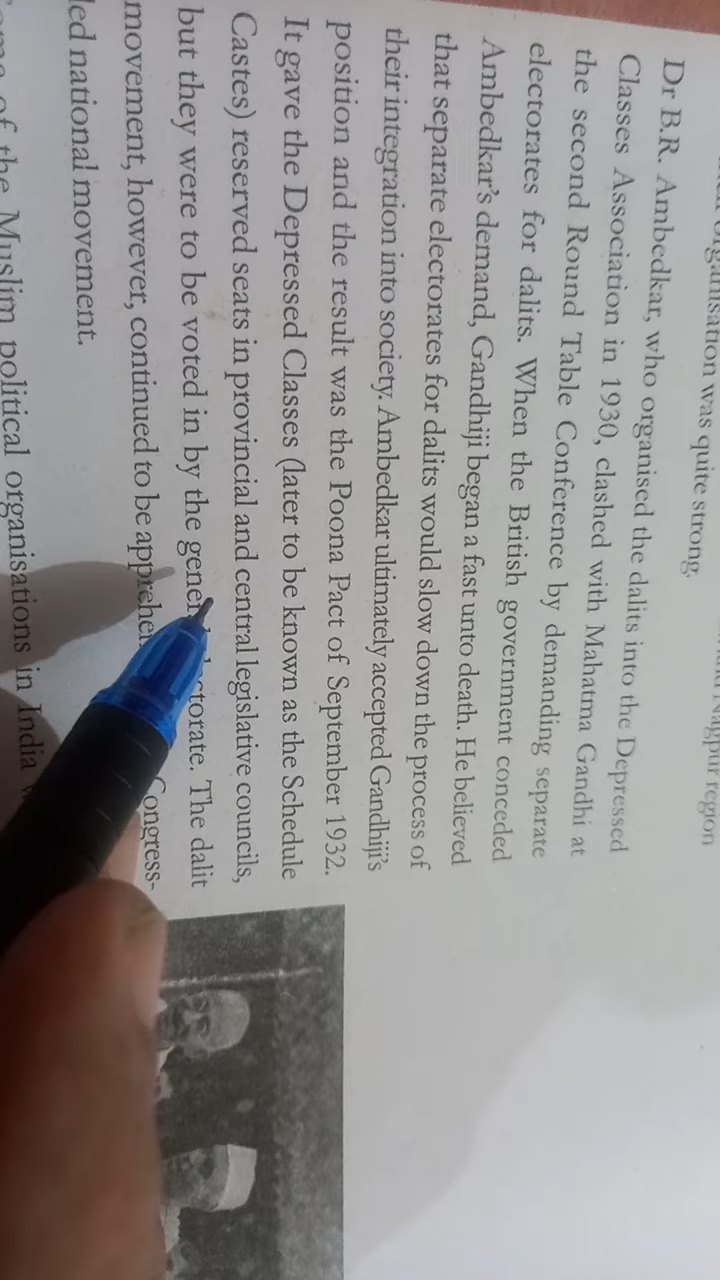 organisation was quite strong. Nagpur region
Dr B.R. Ambedkar, who organised the dalits into the Depressed
Classes Association in 1930, clashed with Mahatma Gandhi at
the second Round Table Conference by demanding separate
electorates for dalits. When the British government conceded
Ambedkar's demand, Gandhiji began a fast unto death. He believed
that separate electorates for dalits would slow down the process of
their integration into society. Ambedkar ultimately accepted Gandhiji's
position and the result was the Poona Pact of September 1932.
It gave the Depressed Classes (later to be known as the Schedule
Castes) reserved seats in provincial and central legislative councils,
but they were to be voted in by the electorate. The dalit
movement, however, continued to be Congress-
led national movement.
of the Muslim political organisations in India